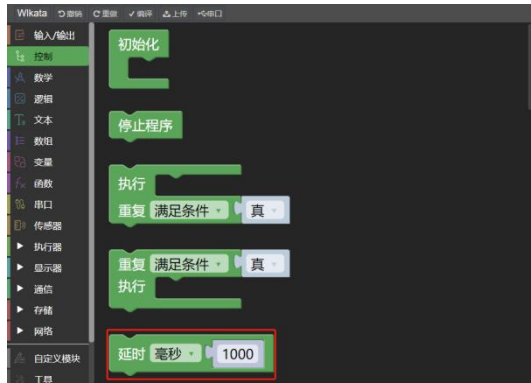 Wlkata 撤销 重做 编译 上传 串口
输入/输出
控制
数学
逻辑
文本
数组
变量
函数
串口
传感器
执行器
显示器
通信
存储
网络
自定义模块
工具
初始化
停止程序
执行
重复 满足条件 真
重复 满足条件 真
执行
延时 毫秒 1000